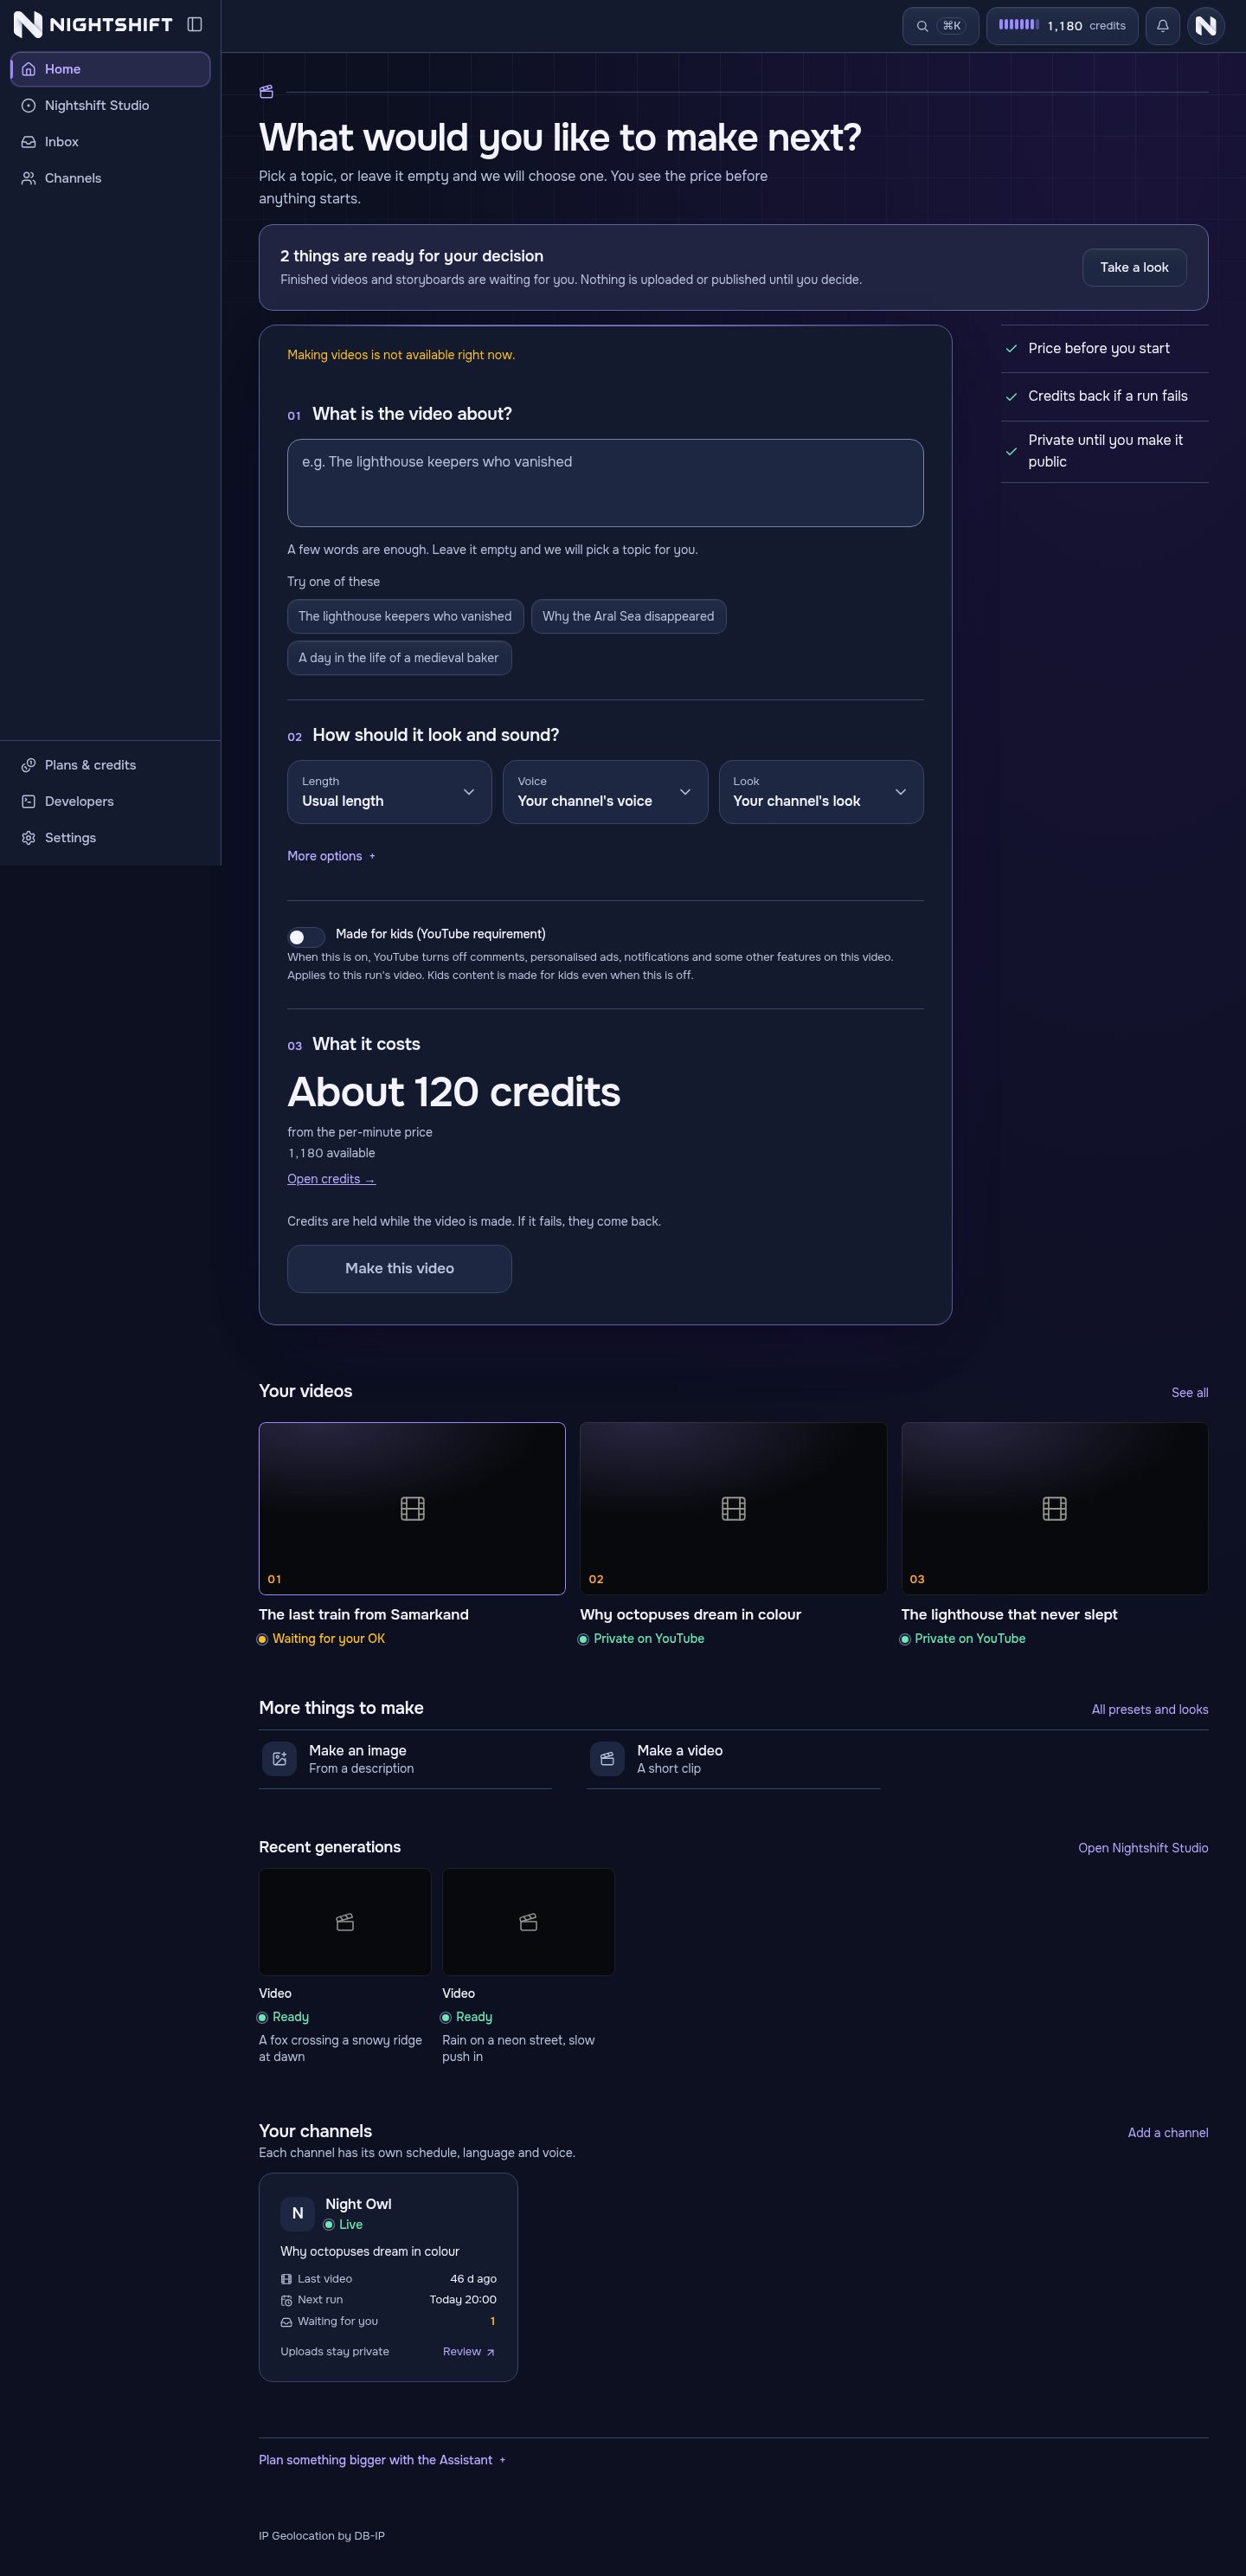 NIGHTSHIFT
⌘K
1,180 credits
Home
Nightshift Studio
Inbox
Channels
Plans & credits
Developers
Settings
What would you like to make next?
Pick a topic, or leave it empty and we will choose one. You see the price before
anything starts.
2 things are ready for your decision
Finished videos and storyboards are waiting for you. Nothing is uploaded or published until you decide.
Take a look
Making videos is not available right now.
Price before you start
Credits back if a run fails
Private until you make it
public
01 What is the video about?
e.g. The lighthouse keepers who vanished
A few words are enough. Leave it empty and we will pick a topic for you.
Try one of these
The lighthouse keepers who vanished
Why the Aral Sea disappeared
A day in the life of a medieval baker
02 How should it look and sound?
Length
Usual length
Voice
Your channel's voice
Look
Your channel's look
More options +
Made for kids (YouTube requirement)
When this is on, YouTube turns off comments, personalised ads, notifications and some other features on this video.
Applies to this run's video. Kids content is made for kids even when this is off.
03 What it costs
About 120 credits
from the per-minute price
1,180 available
Open credits →
Credits are held while the video is made. If it fails, they come back.
Make this video
Your videos
See all
01
02
03
The last train from Samarkand
Waiting for your OK
Why octopuses dream in colour
Private on YouTube
The lighthouse that never slept
Private on YouTube
More things to make
All presets and looks
Make an image
From a description
Make a video
A short clip
Recent generations
Open Nightshift Studio
Video
Ready
A fox crossing a snowy ridge
at dawn
Video
Ready
Rain on a neon street, slow
push in
Your channels
Add a channel
Each channel has its own schedule, language and voice.
N
Night Owl
Live
Why octopuses dream in colour
Last video 46 d ago
Next run Today 20:00
Waiting for you 1
Uploads stay private
Review ↗
Plan something bigger with the Assistant +
IP Geolocation by DB-IP